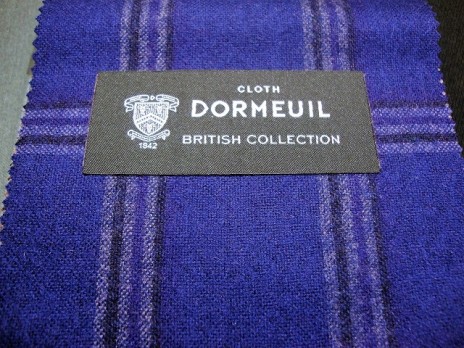 CLOTH
DORMEUIL
BRITISH COLLECTION
1842